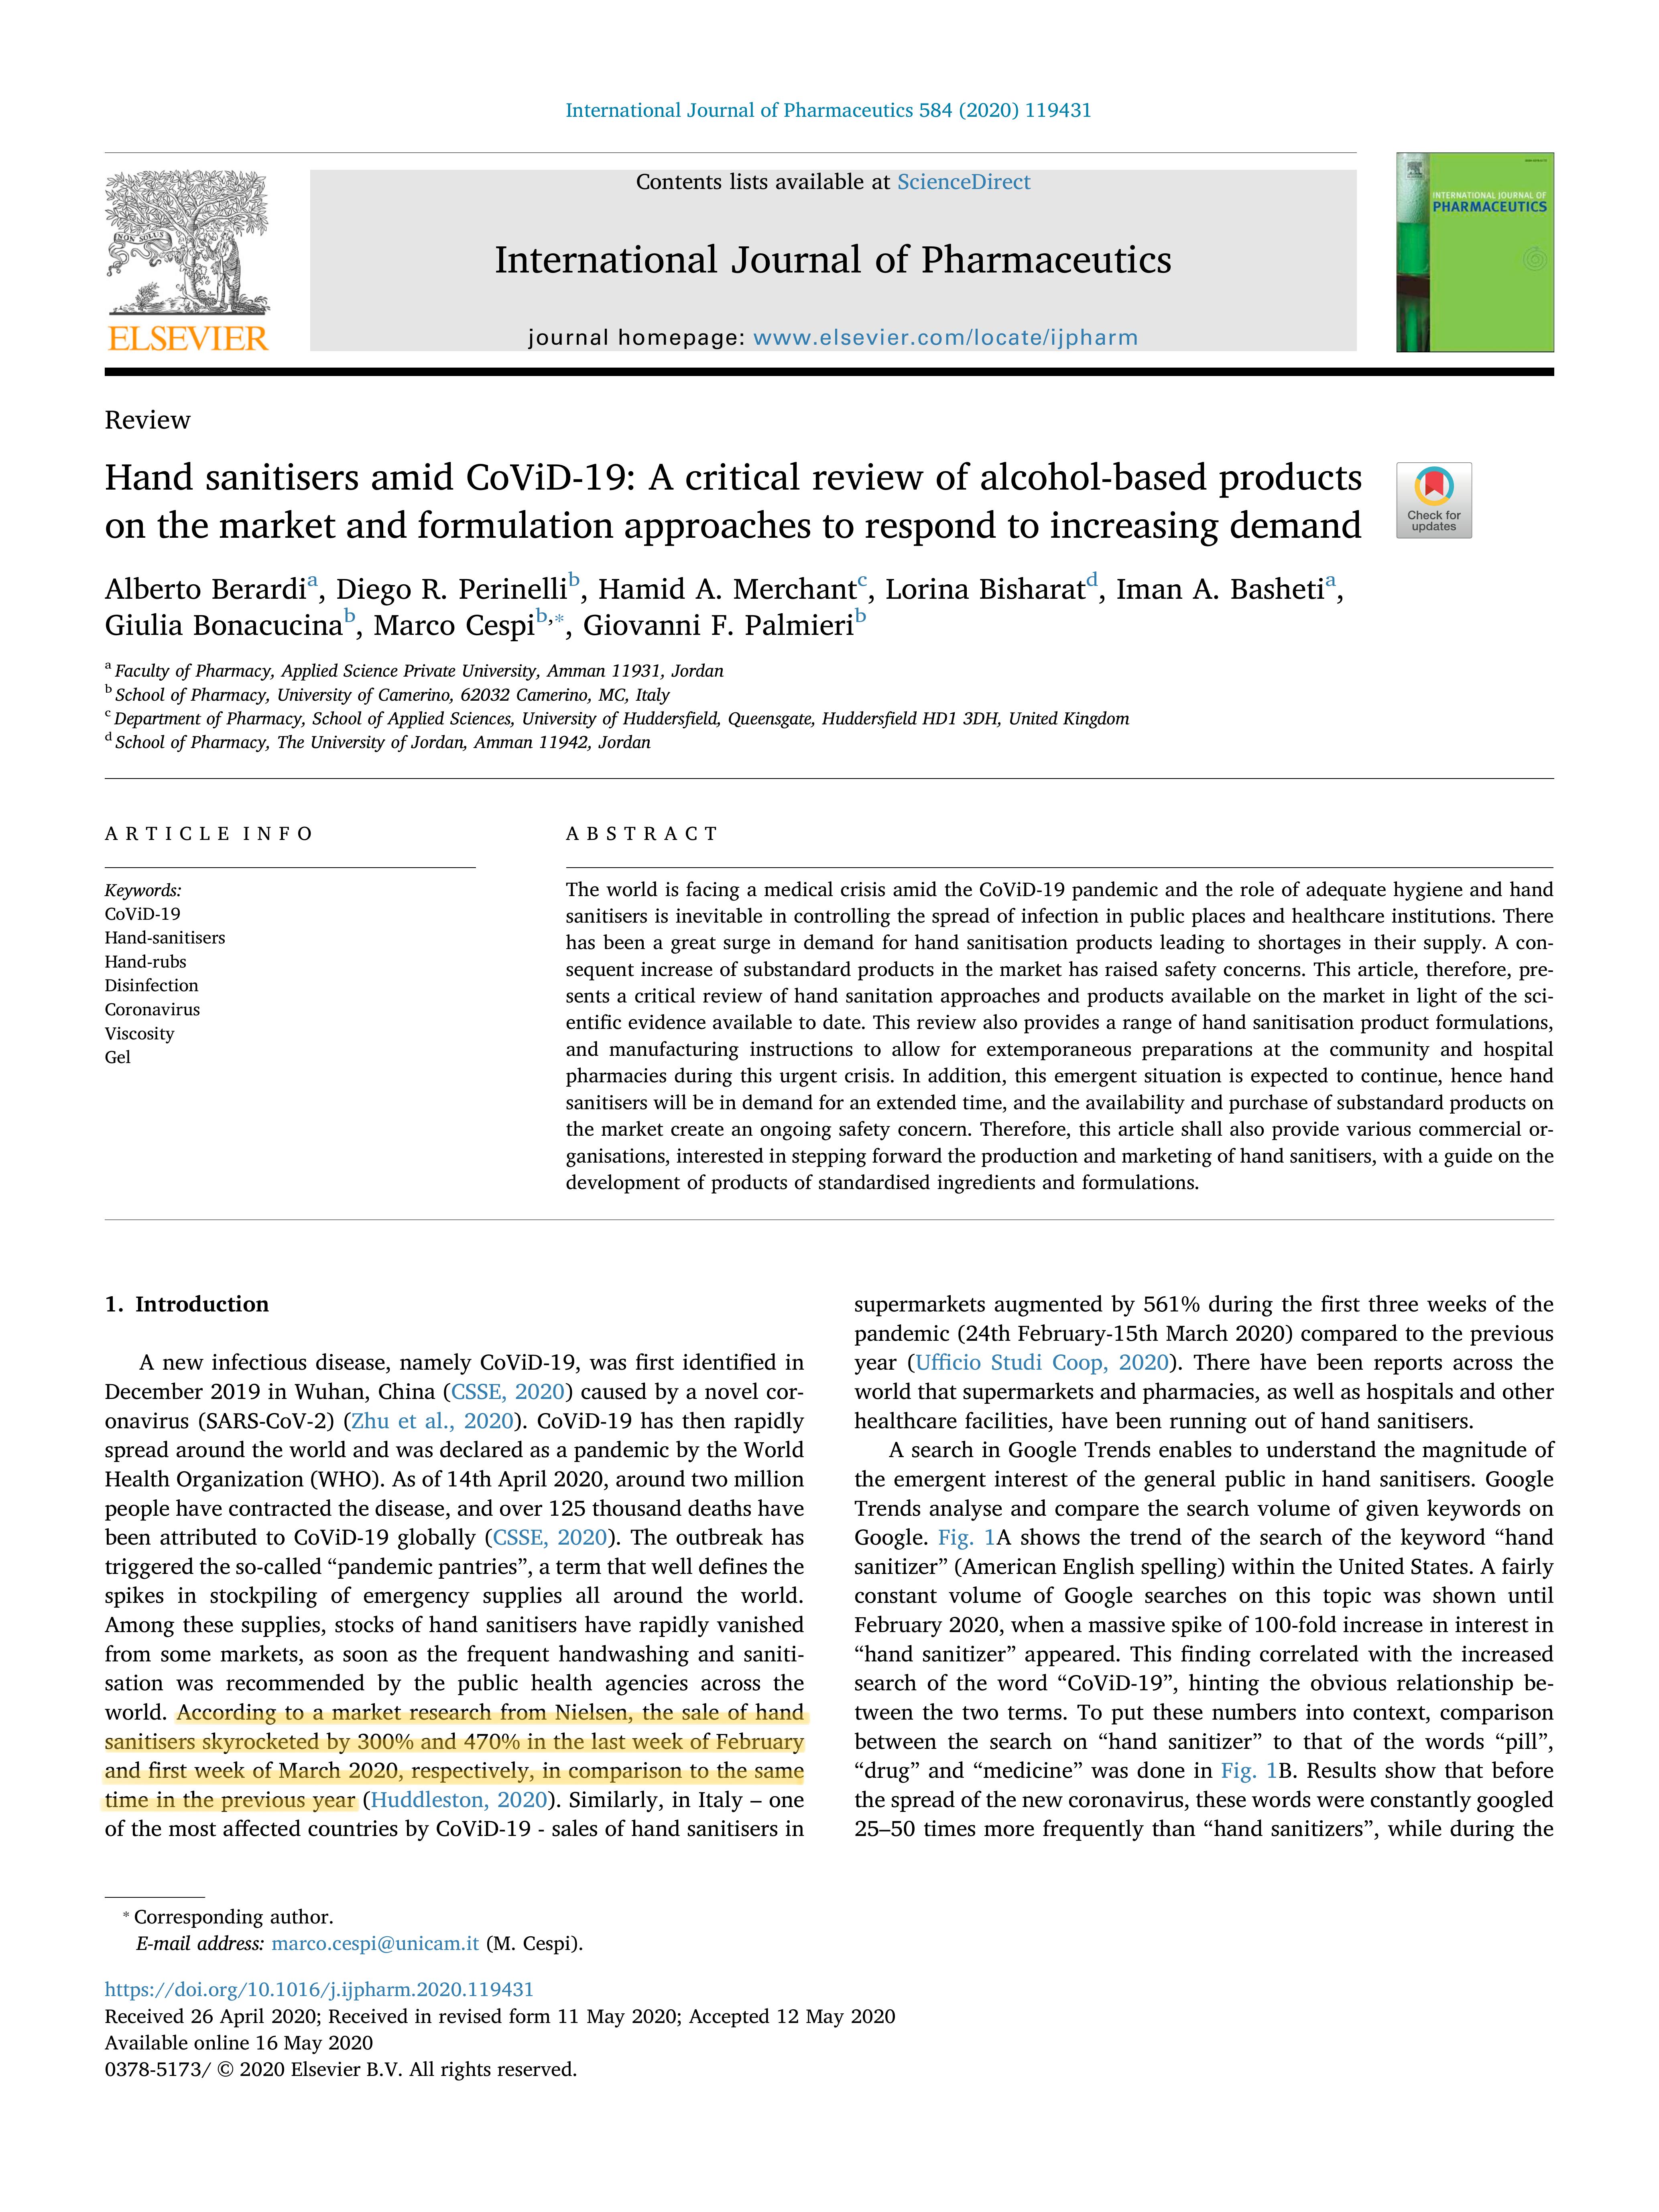 International Journal of Pharmaceutics 584 (2020) 119431
Contents lists available at ScienceDirect
International Journal of Pharmaceutics
journal homepage: www.elsevier.com/locate/ijpharm
NON SOLUS
ELSEVIER
INTERNATIONAL JOURNAL OF
PHARMACEUTICS
Review
Hand sanitisers amid CoViD-19: A critical review of alcohol-based products
on the market and formulation approaches to respond to increasing demand
Check for
updates
Alberto Berardia, Diego R. Perinellib, Hamid A. Merchantc, Lorina Bisharatd, Iman A. Bashetia,
Giulia Bonacucinab, Marco Cespib,*, Giovanni F. Palmierib
a Faculty of Pharmacy, Applied Science Private University, Amman 11931, Jordan
b School of Pharmacy, University of Camerino, 62032 Camerino, MC, Italy
c Department of Pharmacy, School of Applied Sciences, University of Huddersfield, Queensgate, Huddersfield HD1 3DH, United Kingdom
d School of Pharmacy, The University of Jordan, Amman 11942, Jordan
ARTICLE INFO
Keywords:
CoViD-19
Hand-sanitisers
Hand-rubs
Disinfection
Coronavirus
Viscosity
Gel
ABSTRACT
The world is facing a medical crisis amid the CoViD-19 pandemic and the role of adequate hygiene and hand
sanitisers is inevitable in controlling the spread of infection in public places and healthcare institutions. There
has been a great surge in demand for hand sanitisation products leading to shortages in their supply. A con-
sequent increase of substandard products in the market has raised safety concerns. This article, therefore, pre-
sents a critical review of hand sanitation approaches and products available on the market in light of the sci-
entific evidence available to date. This review also provides a range of hand sanitisation product formulations,
and manufacturing instructions to allow for extemporaneous preparations at the community and hospital
pharmacies during this urgent crisis. In addition, this emergent situation is expected to continue, hence hand
sanitisers will be in demand for an extended time, and the availability and purchase of substandard products on
the market create an ongoing safety concern. Therefore, this article shall also provide various commercial or-
ganisations, interested in stepping forward the production and marketing of hand sanitisers, with a guide on the
development of products of standardised ingredients and formulations.
1. Introduction
A new infectious disease, namely CoViD-19, was first identified in
December 2019 in Wuhan, China (CSSE, 2020) caused by a novel cor-
onavirus (SARS-CoV-2) (Zhu et al., 2020). CoViD-19 has then rapidly
spread around the world and was declared as a pandemic by the World
Health Organization (WHO). As of 14th April 2020, around two million
people have contracted the disease, and over 125 thousand deaths have
been attributed to CoViD-19 globally (CSSE, 2020). The outbreak has
triggered the so-called “pandemic pantries”, a term that well defines the
spikes in stockpiling of emergency supplies all around the world.
Among these supplies, stocks of hand sanitisers have rapidly vanished
from some markets, as soon as the frequent handwashing and saniti-
sation was recommended by the public health agencies across the
world. According to a market research from Nielsen, the sale of hand
sanitisers skyrocketed by 300% and 470% in the last week of February
and first week of March 2020, respectively, in comparison to the same
time in the previous year (Huddleston, 2020). Similarly, in Italy – one
of the most affected countries by CoViD-19 - sales of hand sanitisers in
supermarkets augmented by 561% during the first three weeks of the
pandemic (24th February-15th March 2020) compared to the previous
year (Ufficio Studi Coop, 2020). There have been reports across the
world that supermarkets and pharmacies, as well as hospitals and other
healthcare facilities, have been running out of hand sanitisers.
A search in Google Trends enables to understand the magnitude of
the emergent interest of the general public in hand sanitisers. Google
Trends analyse and compare the search volume of given keywords on
Google. Fig. 1A shows the trend of the search of the keyword “hand
sanitizer” (American English spelling) within the United States. A fairly
constant volume of Google searches on this topic was shown until
February 2020, when a massive spike of 100-fold increase in interest in
“hand sanitizer” appeared. This finding correlated with the increased
search of the word “CoViD-19”, hinting the obvious relationship be-
tween the two terms. To put these numbers into context, comparison
between the search on “hand sanitizer” to that of the words “pill”,
“drug” and “medicine” was done in Fig. 1B. Results show that before
the spread of the new coronavirus, these words were constantly googled
25–50 times more frequently than “hand sanitizers”, while during the
* Corresponding author.
E-mail address: marco.cespi@unicam.it (M. Cespi).
https://doi.org/10.1016/j.ijpharm.2020.119431
Received 26 April 2020; Received in revised form 11 May 2020; Accepted 12 May 2020
Available online 16 May 2020
0378-5173/ © 2020 Elsevier B.V. All rights reserved.